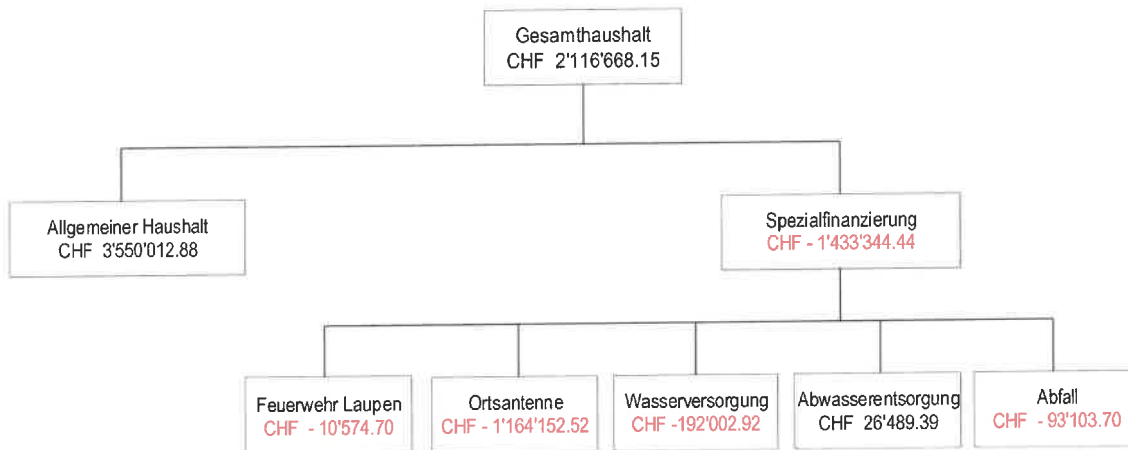 Gesamthaushalt
CHF 2'116'668.15
Allgemeiner Haushalt
CHF 3'550'012.88
Spezialfinanzierung
CHF - 1'433'344.44
Feuerwehr Laupen
CHF - 10'574.70
Ortsantenne
CHF - 1'164'152.52
Wasserversorgung
CHF -192'002.92
Abwasserentsorgung
CHF 26'489.39
Abfall
CHF - 93'103.70